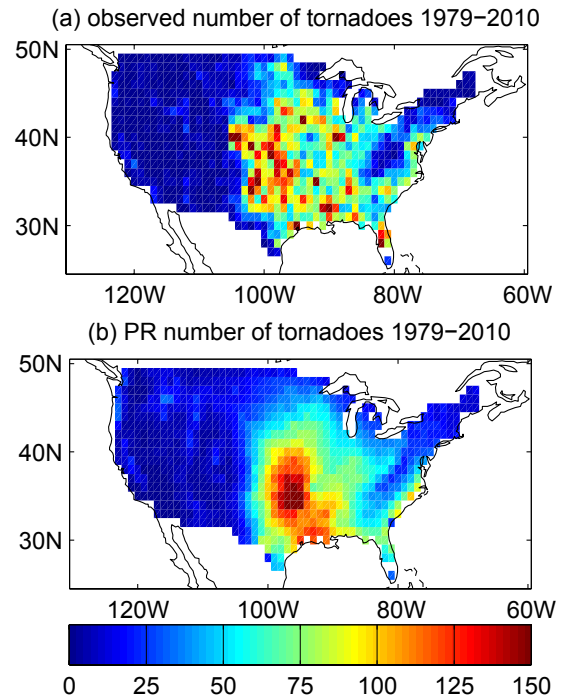 (a) observed number of tornadoes 1979−2010
50N
40N
30N
120W 100W 80W 60W
(b) PR number of tornadoes 1979−2010
50N
40N
30N
120W 100W 80W 60W
0 25 50 75 100 125 150